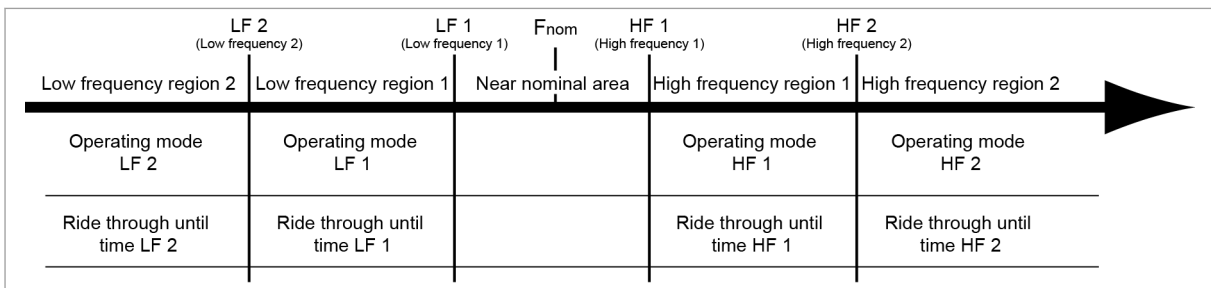 LF 2
(Low frequency 2)
LF 1
(Low frequency 1)
Fnom
HF 1
(High frequency 1)
HF 2
(High frequency 2)
Low frequency region 2
Low frequency region 1
Near nominal area
High frequency region 1
High frequency region 2
Operating mode
LF 2
Operating mode
LF 1
Operating mode
HF 1
Operating mode
HF 2
Ride through until
time LF 2
Ride through until
time LF 1
Ride through until
time HF 1
Ride through until
time HF 2